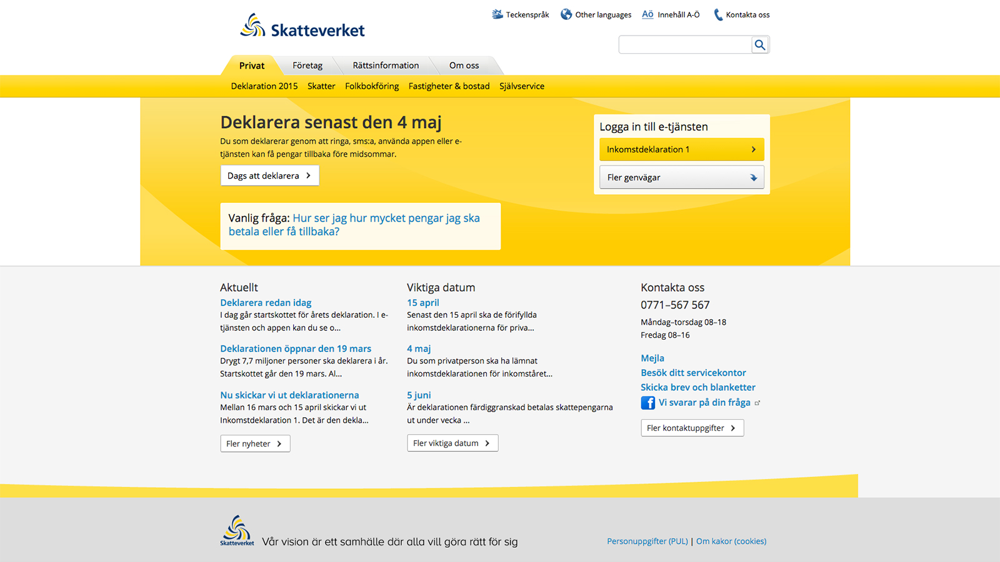 Skatteverket
Teckenspråk
Other languages
Aö Innehåll A-Ö
Kontakta oss
Privat
Företag
Rättsinformation
Om oss
Deklaration 2015
Skatter
Folkbokföring
Fastigheter & bostad
Självservice
Deklarera senast den 4 maj
Du som deklarerar genom att ringa, sms:a, använda appen eller e-
tjänsten kan få pengar tillbaka före midsommar.
Dags att deklarera
Vanlig fråga: Hur ser jag hur mycket pengar jag ska
betala eller få tillbaka?
Logga in till e-tjänsten
Inkomstdeklaration 1
Fler genvägar
Aktuellt
Deklarera redan idag
I dag går startskottet för årets deklaration. I e-
tjänsten och appen kan du se o...
Deklarationen öppnar den 19 mars
Drygt 7,7 miljoner personer ska deklarera i år.
Startskottet går den 19 mars. Al...
Nu skickar vi ut deklarationerna
Mellan 16 mars och 15 april skickar vi ut
Inkomstdeklaration 1. Det är den dekla...
Fler nyheter
Viktiga datum
15 april
Senast den 15 april ska de förifyllda
inkomstdeklarationerna för priva...
4 maj
Du som privatperson ska ha lämnat
inkomstdeklarationen för inkomståret...
5 juni
Är deklarationen färdiggranskad betalas skattepengarna
ut under vecka ...
Fler viktiga datum
Kontakta oss
0771–567 567
Måndag–torsdag 08–18
Fredag 08–16
Mejla
Besök ditt servicekontor
Skicka brev och blanketter
Vi svarar på din fråga
Fler kontaktuppgifter
Skatteverket
Vår vision är ett samhälle där alla vill göra rätt för sig
Personuppgifter (PUL) | Om kakor (cookies)